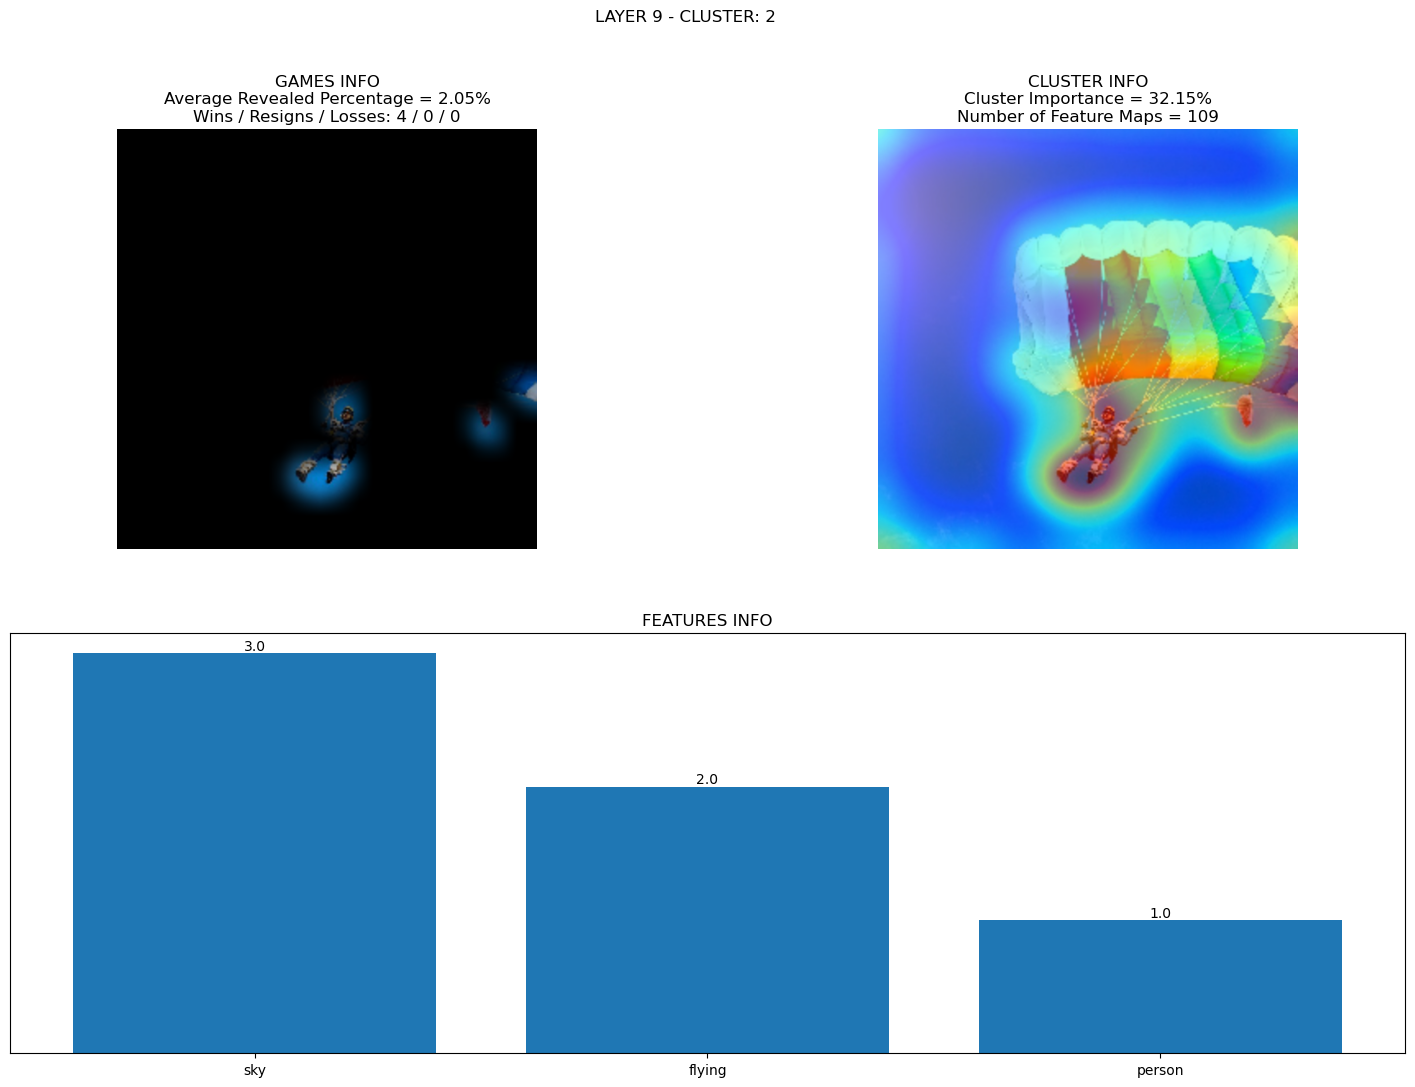 LAYER 9 - CLUSTER: 2
GAMES INFO
Average Revealed Percentage = 2.05%
Wins / Resigns / Losses: 4 / 0 / 0
CLUSTER INFO
Cluster Importance = 32.15%
Number of Feature Maps = 109
FEATURES INFO
3.0
2.0
1.0
sky
flying
person